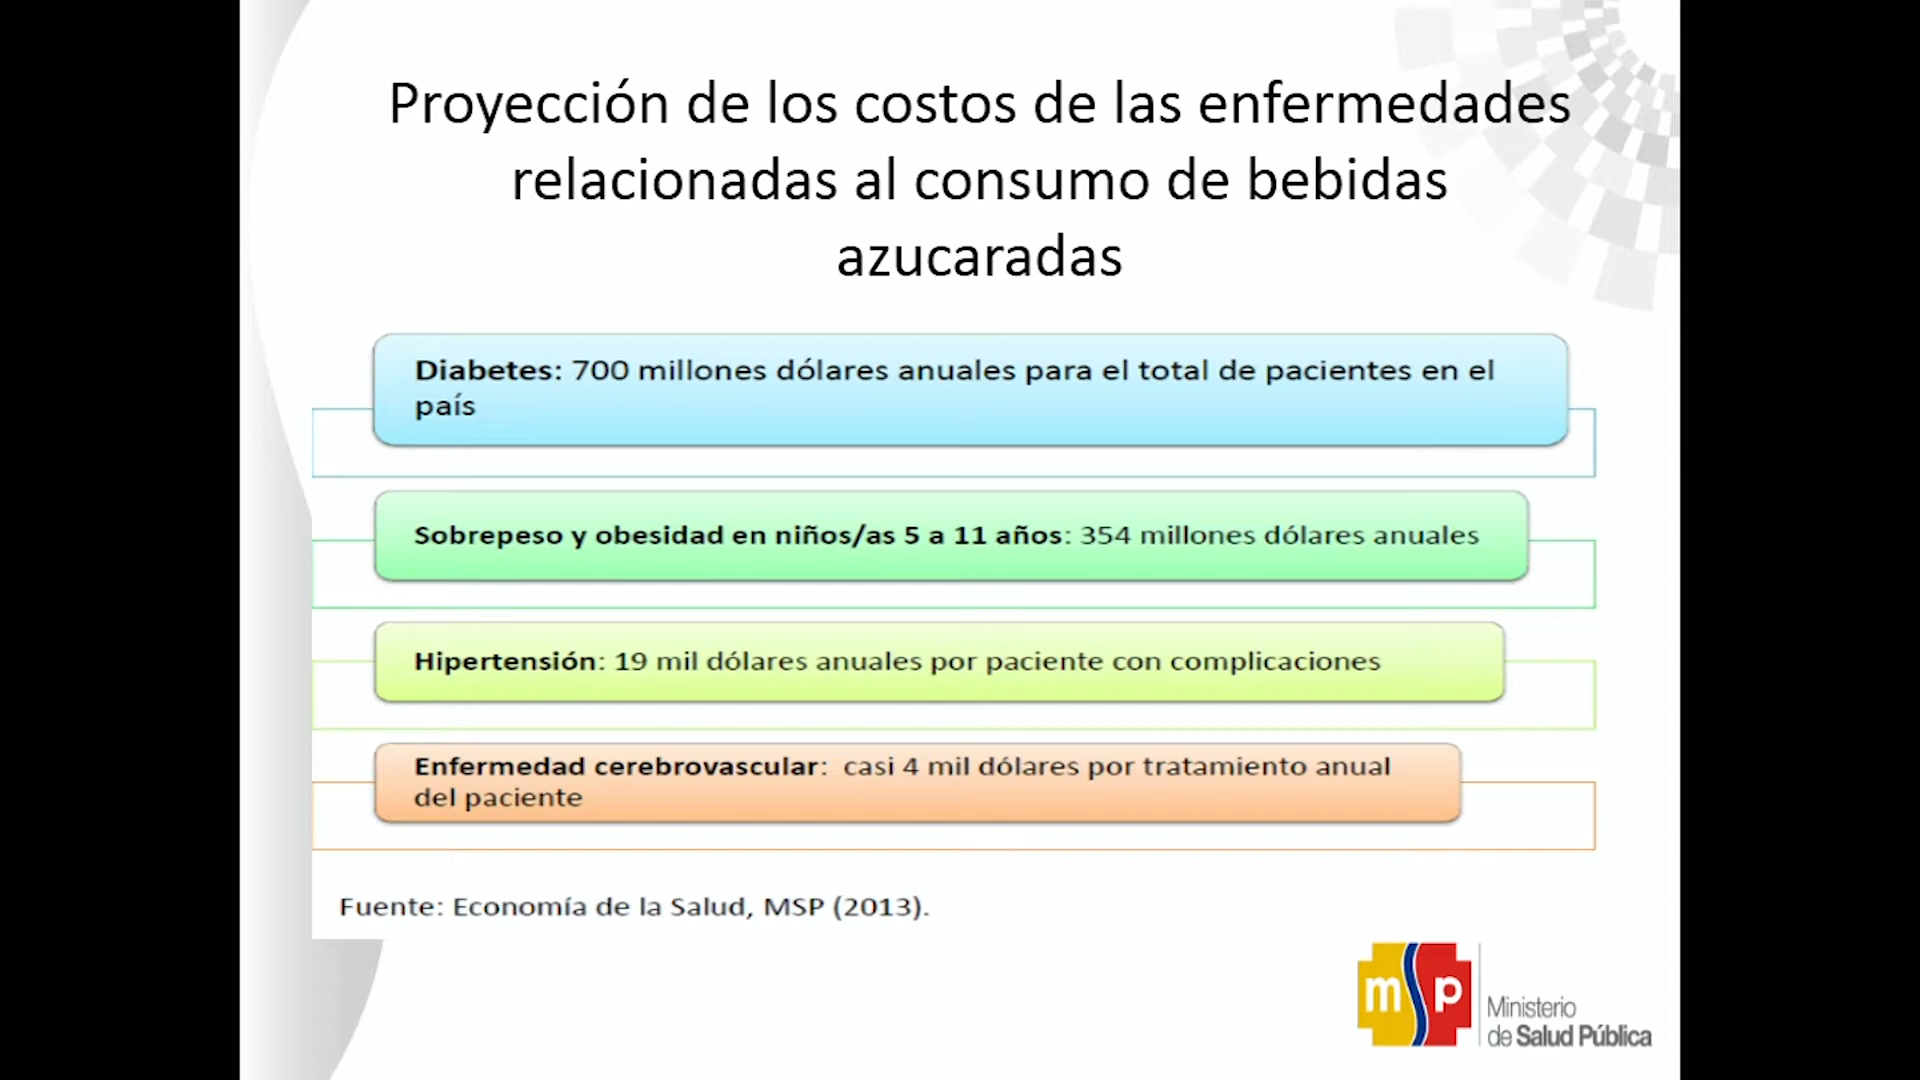 Proyección de los costos de las enfermedades
relacionadas al consumo de bebidas
azucaradas
Diabetes: 700 millones dólares anuales para el total de pacientes en el
país
Sobrepeso y obesidad en niños/as 5 a 11 años: 354 millones dólares anuales
Hipertensión: 19 mil dólares anuales por paciente con complicaciones
Enfermedad cerebrovascular:  casi 4 mil dólares por tratamiento anual
del paciente
Fuente: Economía de la Salud, MSP (2013).
msp
Ministerio
de Salud Pública